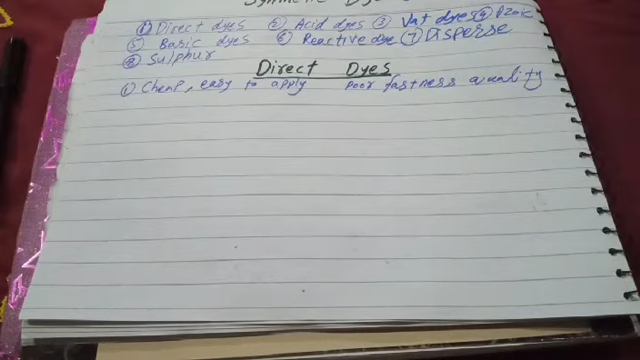 Synthetic Dyes
① Direct dyes ② Acid dyes ③ Vat dyes ④ Azoic
⑤ Basic dyes ⑥ Reactive dye ⑦ Disperse
⑧ Sulphur
Direct Dyes
① Cheap, easy to apply poor fastness quality